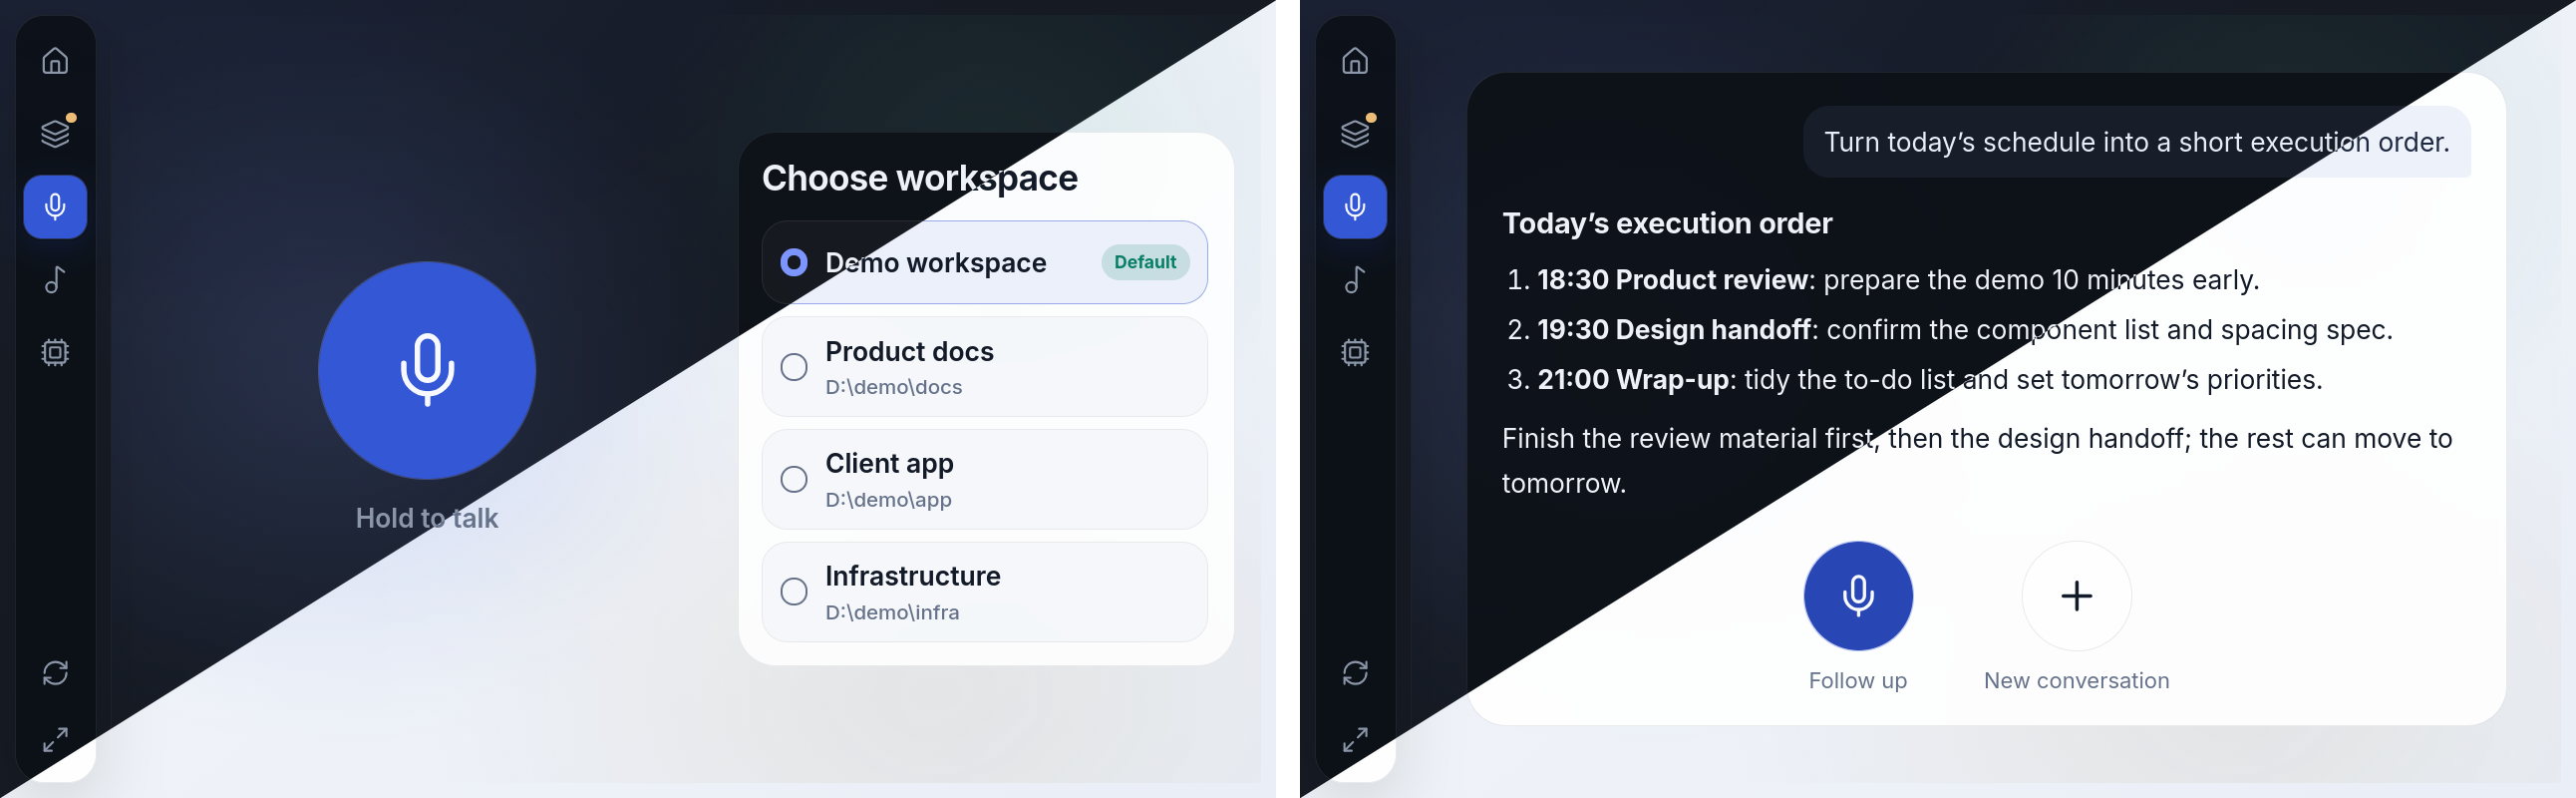 Choose workspace
Demo workspace
Default
Product docs
D:\demo\docs
Client app
D:\demo\app
Infrastructure
D:\demo\infra
Hold to talk
Turn today’s schedule into a short execution order.
Today’s execution order
1. 18:30 Product review: prepare the demo 10 minutes early.
2. 19:30 Design handoff: confirm the component list and spacing spec.
3. 21:00 Wrap-up: tidy the to-do list and set tomorrow’s priorities.
Finish the review material first, then the design handoff; the rest can move to
tomorrow.
Follow up
New conversation